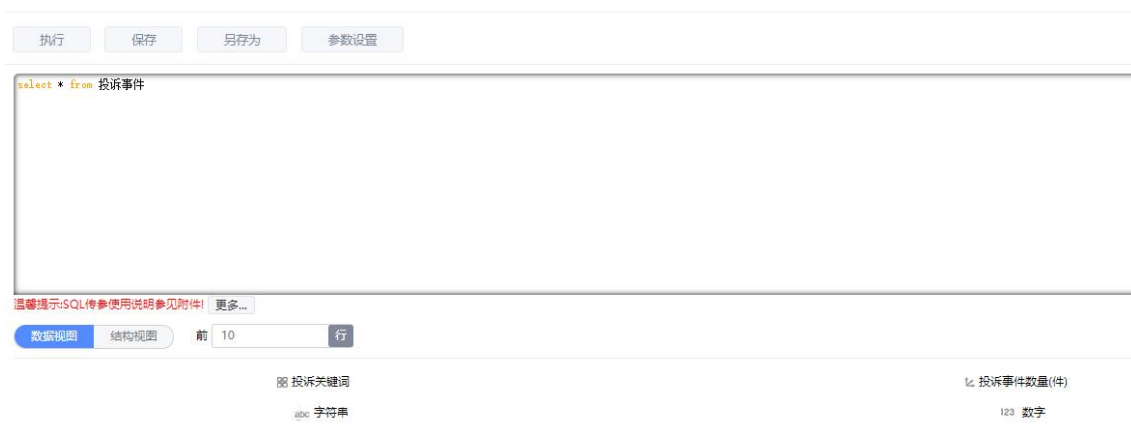 执行 保存 另存为 参数设置
select * from 投诉事件
温馨提示:SQL传参使用说明参见附件! 更多...
数据视图 结构视图 前 10 行
投诉关键词 投诉事件数量(件)
abc 字符串 123 数字